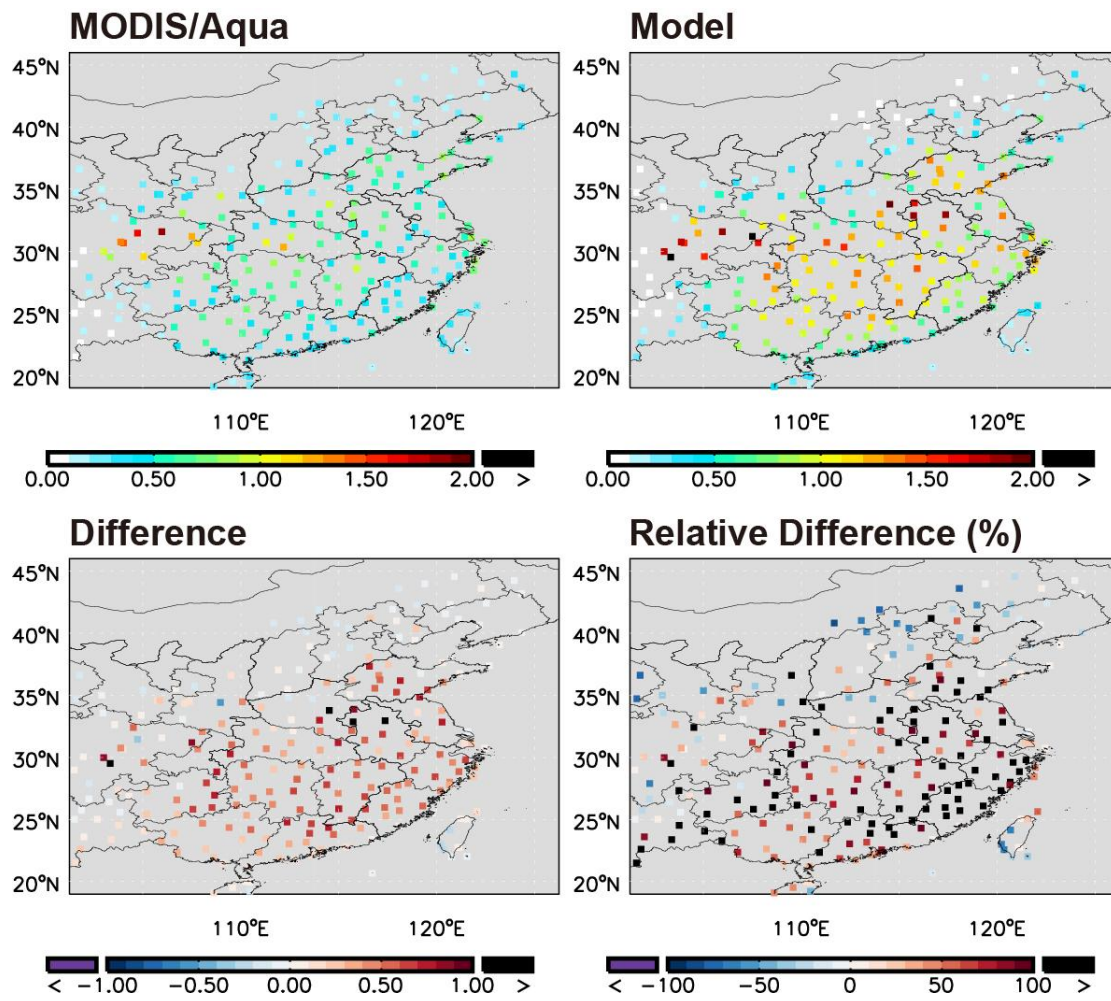 MODIS/Aqua Model
45°N 45°N
40°N 40°N
35°N 35°N
30°N 30°N
25°N 25°N
20°N 20°N
110°E 120°E 110°E 120°E
0.00 0.50 1.00 1.50 2.00 > 0.00 0.50 1.00 1.50 2.00 >
Difference Relative Difference (%)
45°N 45°N
40°N 40°N
35°N 35°N
30°N 30°N
25°N 25°N
20°N 20°N
110°E 120°E 110°E 120°E
< -1.00 -0.50 0.00 0.50 1.00 > < -100 -50 0 50 100 >